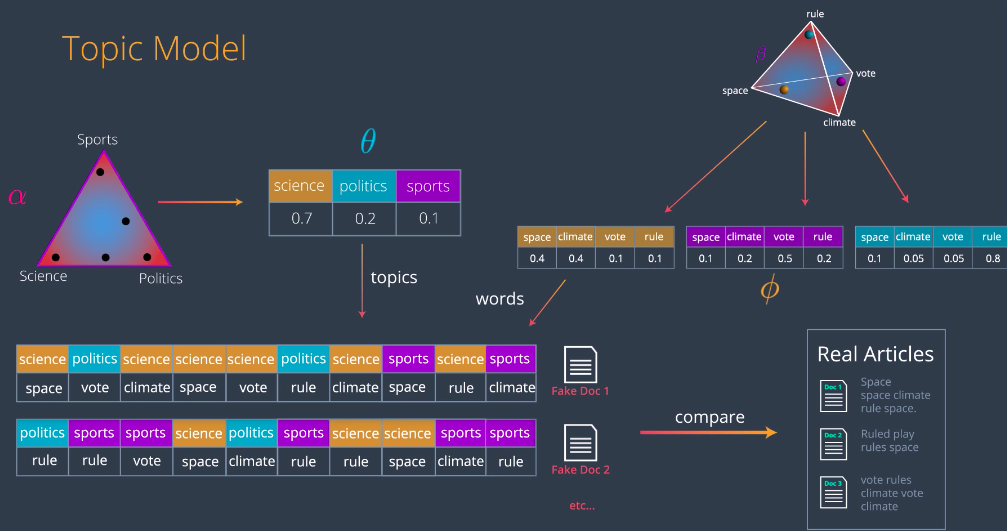 Topic Model
rule
β
vote
space
climate
Sports
θ
α
science politics sports
0.7 0.2 0.1
Science
Politics
space climate vote rule
0.4 0.4 0.1 0.1
space climate vote rule
0.1 0.2 0.5 0.2
space climate vote rule
0.1 0.05 0.05 0.8
ϕ
topics
words
science politics science science science politics science sports science sports
space vote climate space vote rule climate space rule climate
Fake Doc 1
politics sports sports science politics sports science science sports sports
rule rule vote space climate rule rule space climate rule
Fake Doc 2
etc...
compare
Real Articles
Doc 1
Space
space climate
rule space.
Doc 2
Ruled play
rules space
Doc 3
vote rules
climate vote
climate